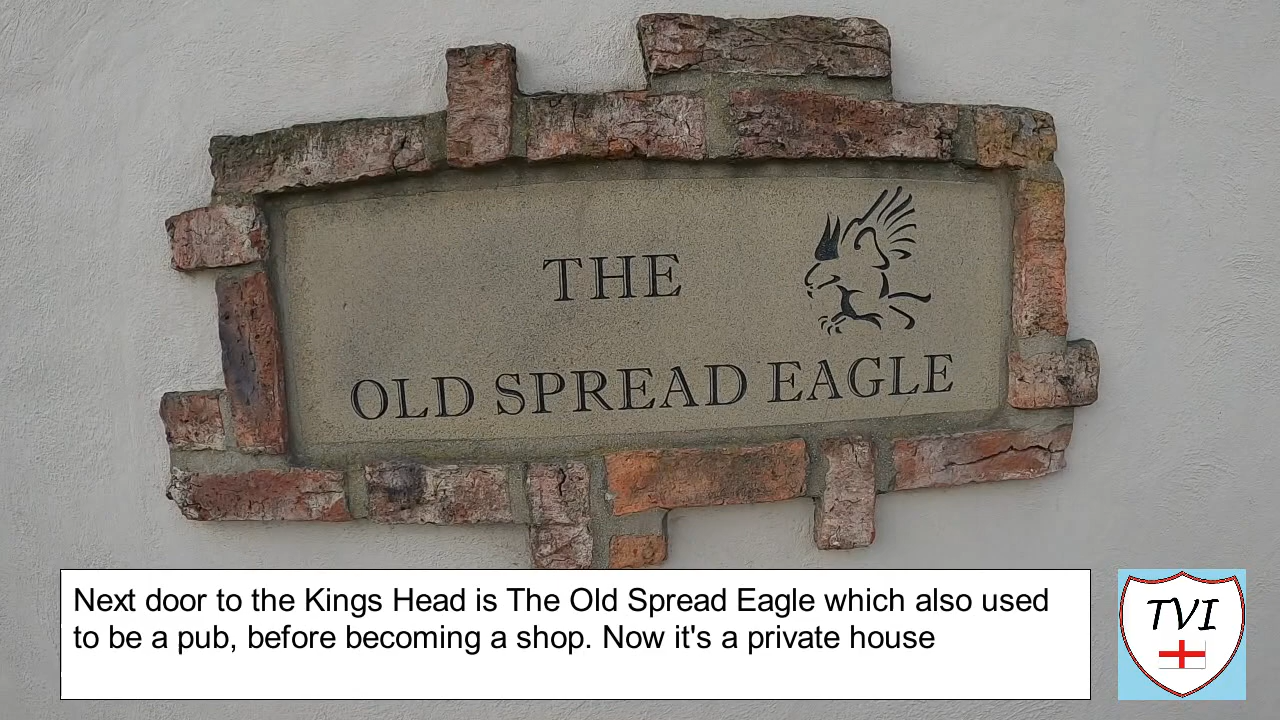 THE
OLD SPREAD EAGLE
Next door to the Kings Head is The Old Spread Eagle which also used
to be a pub, before becoming a shop. Now it's a private house
TVI